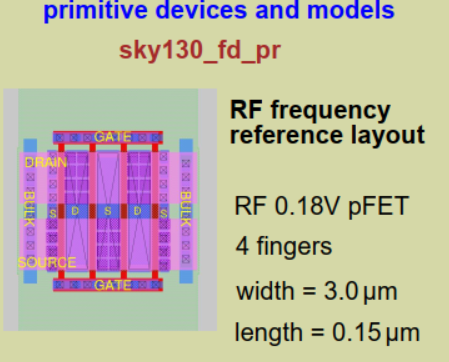 primitive devices and models
sky130_fd_pr
RF frequency
reference layout
GATE
DRAIN
BULK
S D S D S
BULK
SOURCE
GATE
RF 0.18V pFET
4 fingers
width = 3.0 μm
length = 0.15 μm